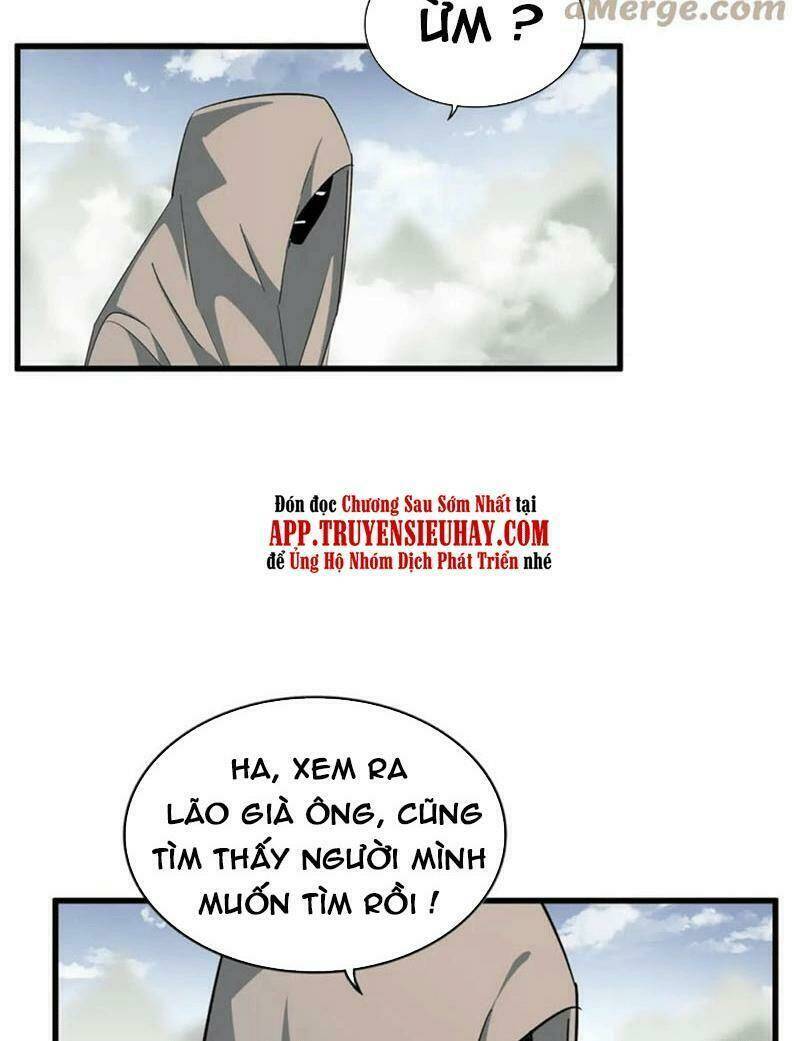 aMerge.com
ỪM ?
Đón đọc Chương Sau Sớm Nhất tại
APP.TRUYENSIEUHAY.COM
để Ủng Hộ Nhóm Dịch Phát Triển nhé
HA, XEM RA
LÃO GIÀ ÔNG, CŨNG
TÌM THẤY NGƯỜI MÌNH
MUỐN TÌM RỒI !